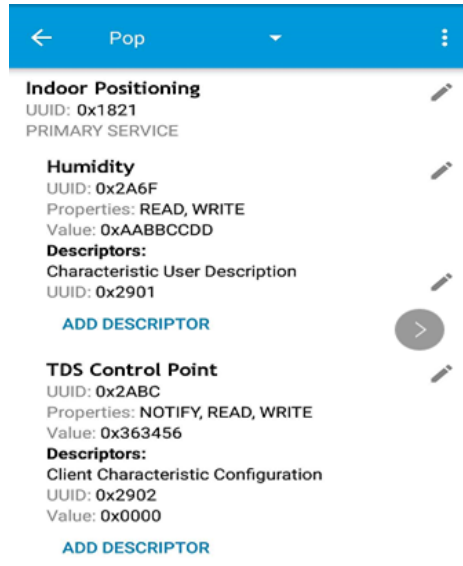 Pop
Indoor Positioning
UUID: 0x1821
PRIMARY SERVICE
Humidity
UUID: 0x2A6F
Properties: READ, WRITE
Value: 0xAABBCCDD
Descriptors:
Characteristic User Description
UUID: 0x2901
ADD DESCRIPTOR
TDS Control Point
UUID: 0x2ABC
Properties: NOTIFY, READ, WRITE
Value: 0x363456
Descriptors:
Client Characteristic Configuration
UUID: 0x2902
Value: 0x0000
ADD DESCRIPTOR